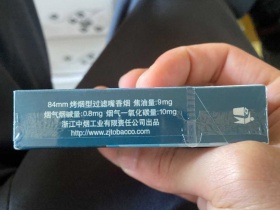 84mm 烤烟型过滤嘴香烟 焦油量:9mg
烟气烟碱量:0.8mg 烟气一氧化碳量:10mg
浙江中烟工业有限责任公司出品
http://www.zjtobacco.com